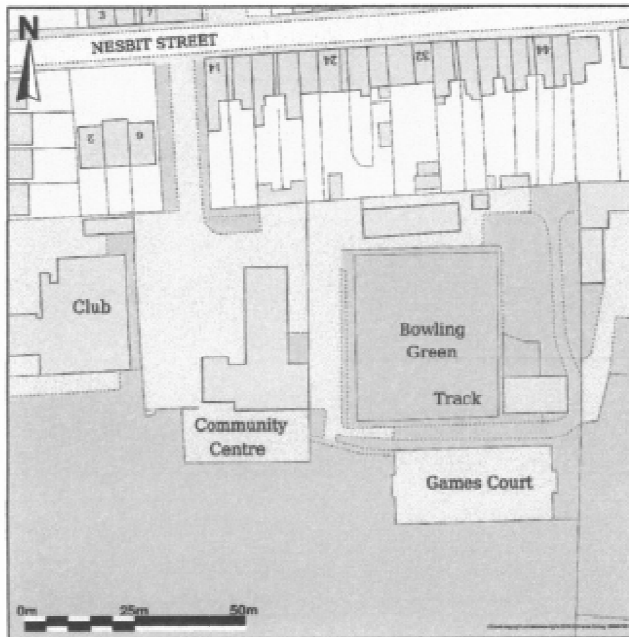 3 7
N
NESBIT STREET
14 24 32 44
2 6
Club
Bowling
Green
Track
Community
Centre
Games Court
0m 25m 50m